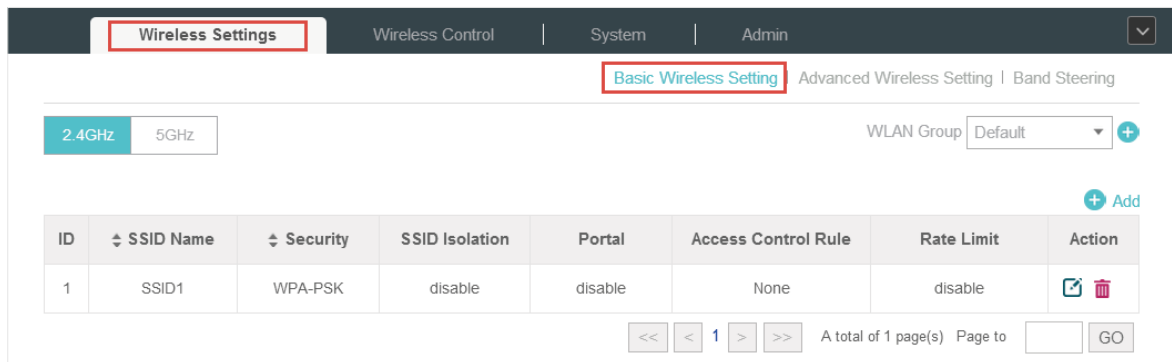 Wireless Settings Wireless Control System Admin
Basic Wireless Setting | Advanced Wireless Setting | Band Steering
2.4GHz 5GHz WLAN Group Default
Add
ID SSID Name Security SSID Isolation Portal Access Control Rule Rate Limit Action
1 SSID1 WPA-PSK disable disable None disable
<< < 1 > >> A total of 1 page(s) Page to GO